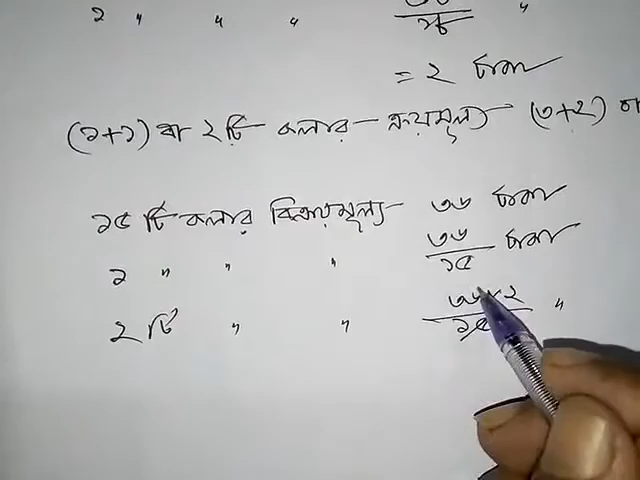 ১ " " " ৩৬/১৮ "
= ২ টাকা
(১+১) বা ২টি কলার ক্রয়মূল্য (৩+২) টা
১৫ টি কলার বিক্রয়মূল্য ৩৬ টাকা
১ " " " ৩৬/১৫ টাকা
২ টি " " ৩৬×২/১৫ "